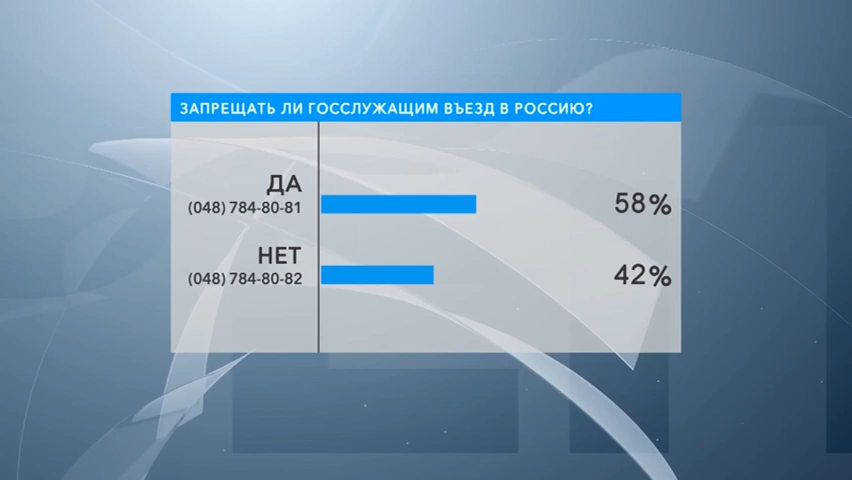 ЗАПРЕЩАТЬ ЛИ ГОССЛУЖАЩИМ ВЪЕЗД В РОССИЮ?
ДА
(048) 784-80-81
58%
НЕТ
(048) 784-80-82
42%